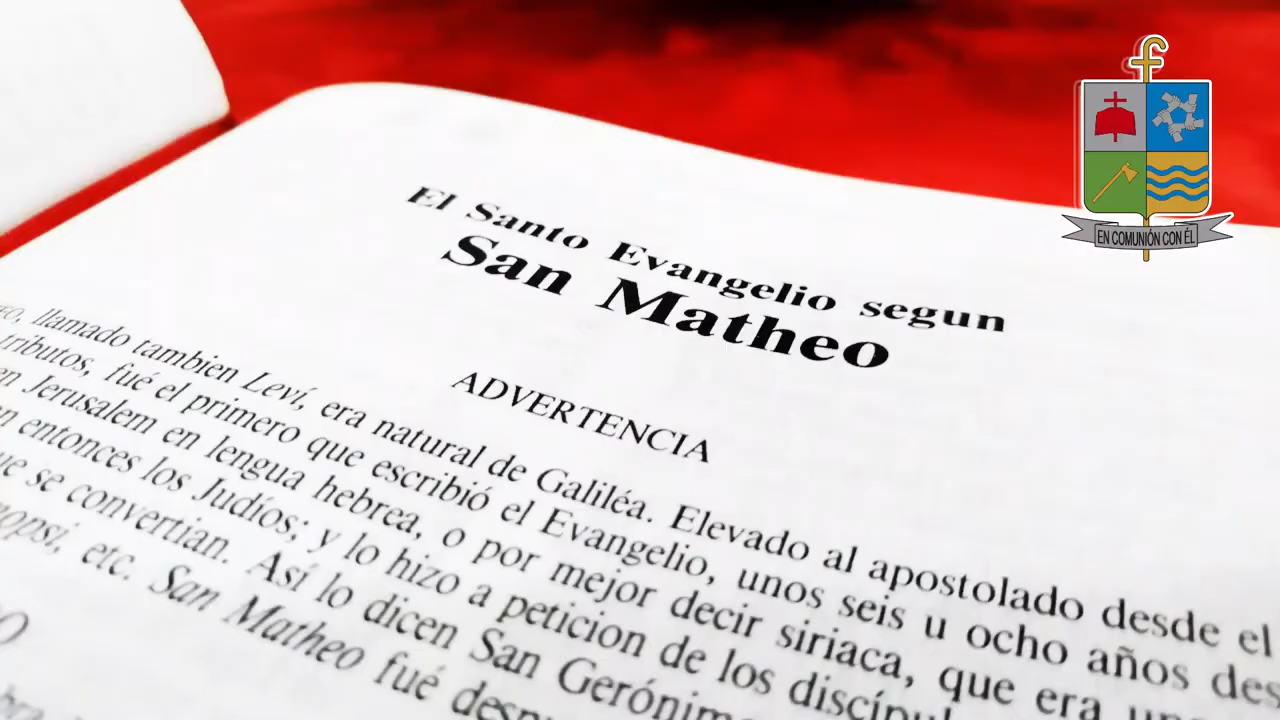 El Santo Evangelio segun
San Matheo
ADVERTENCIA
llamado tambien Leví, era natural de Galiléa. Elevado al apostolado desde el
tributos, fué el primero que escribió el Evangelio, unos seis u ocho años
en Jerusalem en lengua hebrea, o por mejor decir siriaca, que era
entonces los Judíos; y lo hizo a peticion de los
se convertian. Así lo dicen San
etc. San Matheo fué
EN COMUNIÓN CON ÉL